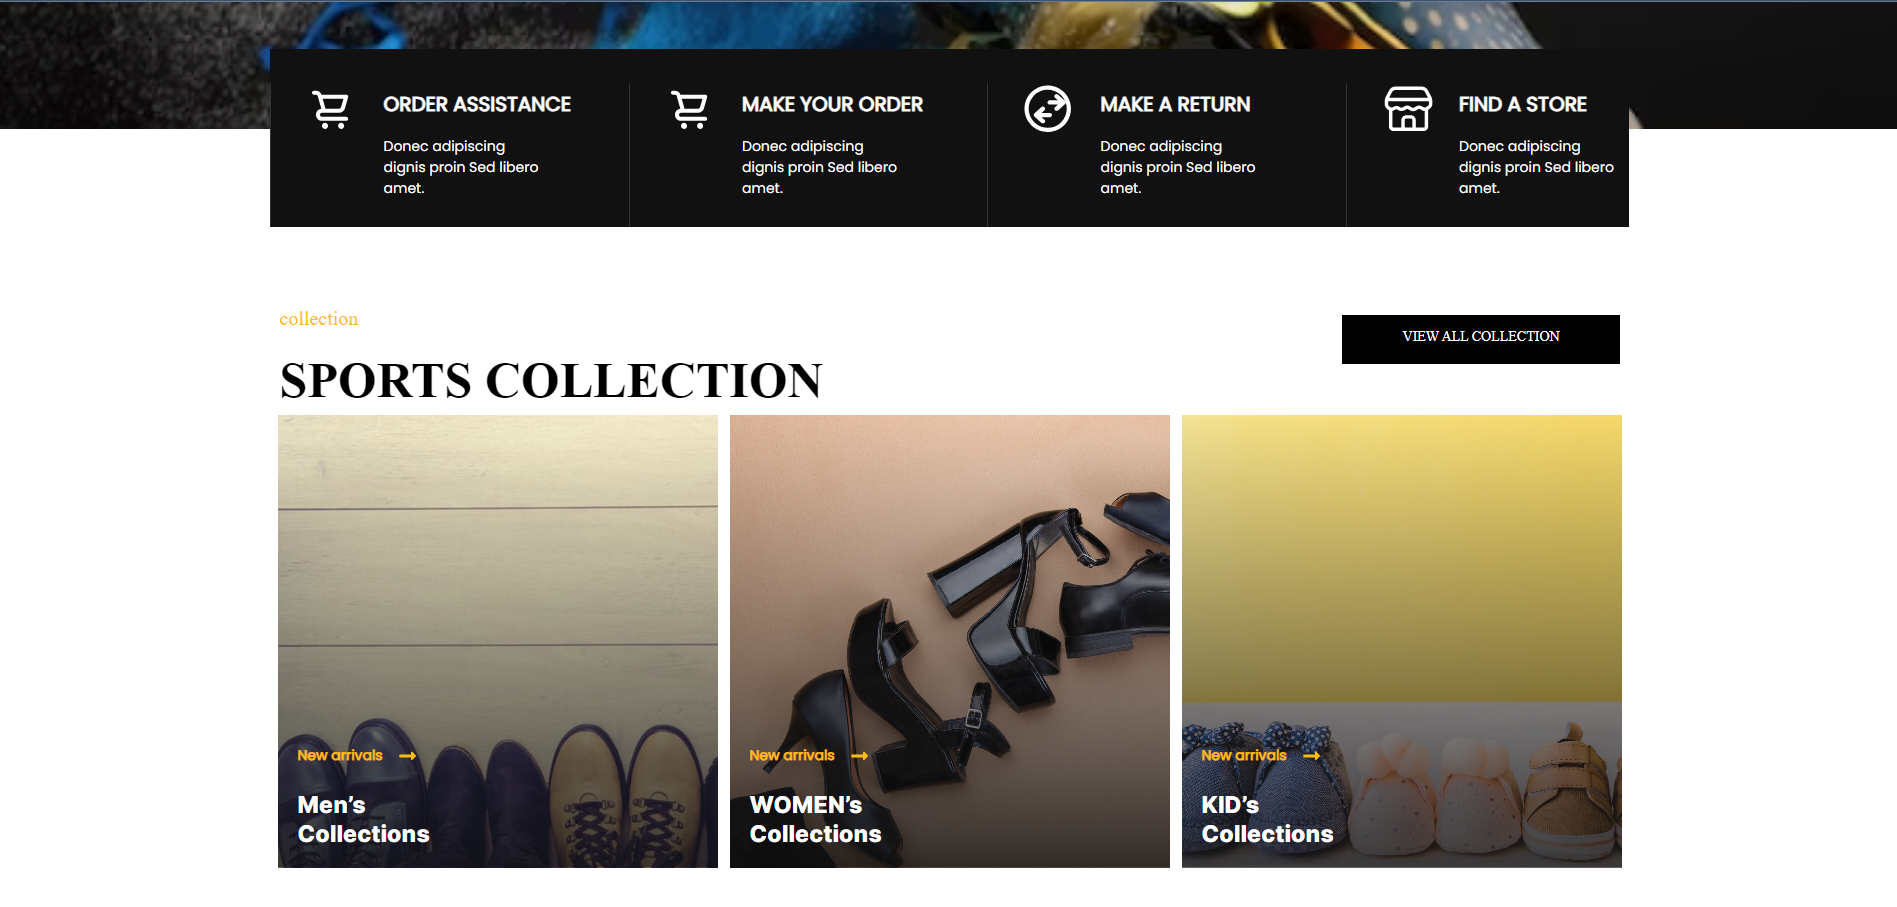 ORDER ASSISTANCE
Donec adipiscing
dignis proin Sed libero
amet.
MAKE YOUR ORDER
Donec adipiscing
dignis proin Sed libero
amet.
MAKE A RETURN
Donec adipiscing
dignis proin Sed libero
amet.
FIND A STORE
Donec adipiscing
dignis proin Sed libero
amet.
collection
SPORTS COLLECTION
VIEW ALL COLLECTION
New arrivals
Men’s
Collections
New arrivals
WOMEN’s
Collections
New arrivals
KID’s
Collections